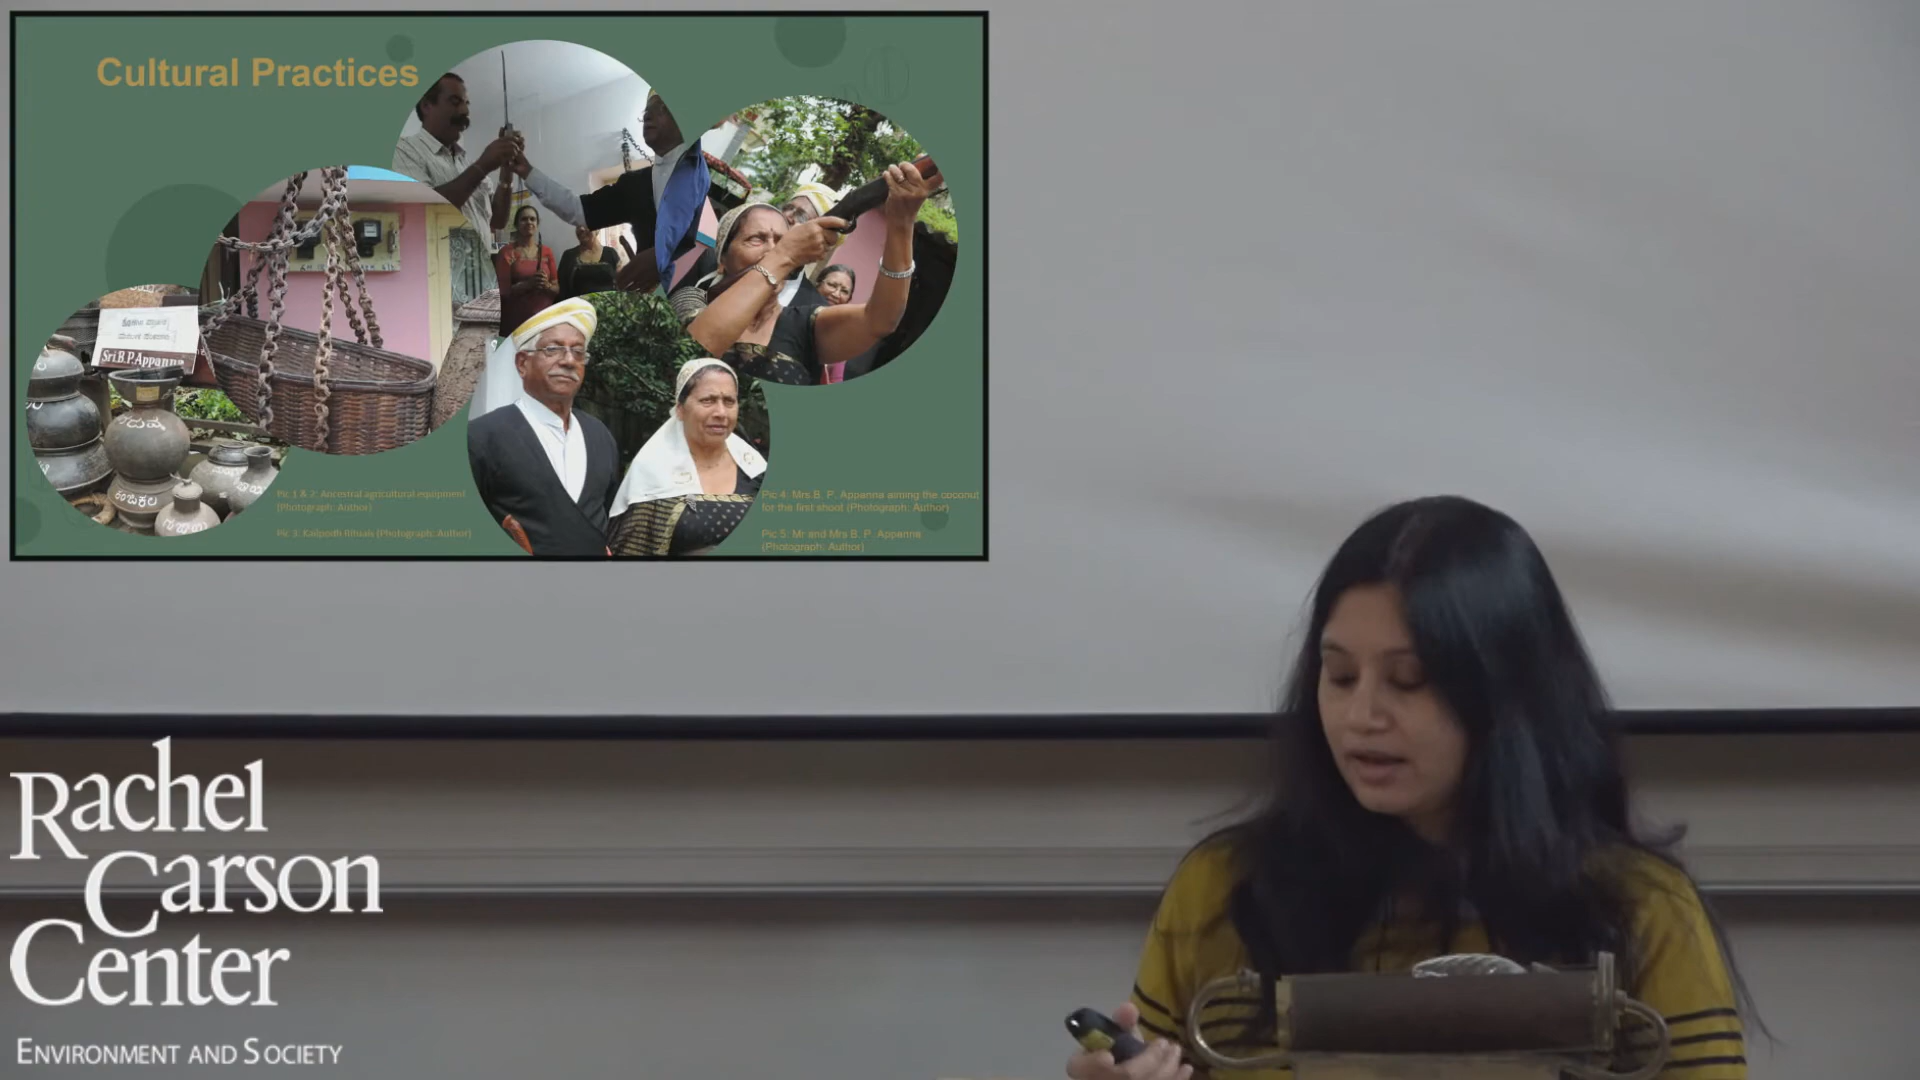 Cultural Practices
Sri.B.P.Appanna
Pic 1 & 2: Ancestral agricultural equipment
(Photograph: Author)
Pic 3: Kailpodh Rituals (Photograph: Author)
Pic 4: Mrs B. P. Appanna aiming the coconut
for the first shoot (Photograph: Author)
Pic 5: Mr and Mrs B. P. Appanna
(Photograph: Author)
Rachel
Carson
Center
ENVIRONMENT AND SOCIETY